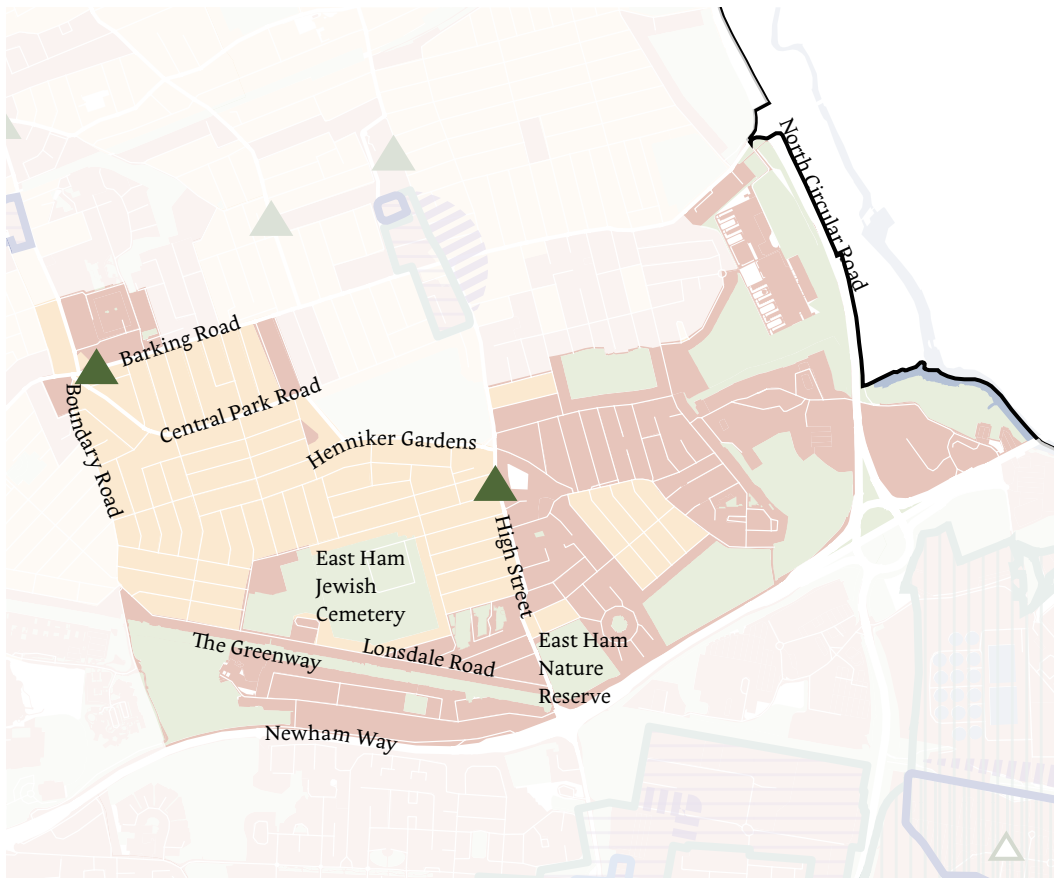 North Circular Road
Barking Road
Central Park Road
Boundary Road
Henniker Gardens
High Street
East Ham
Jewish
Cemetery
The Greenway
Lonsdale Road
East Ham
Nature
Reserve
Newham Way